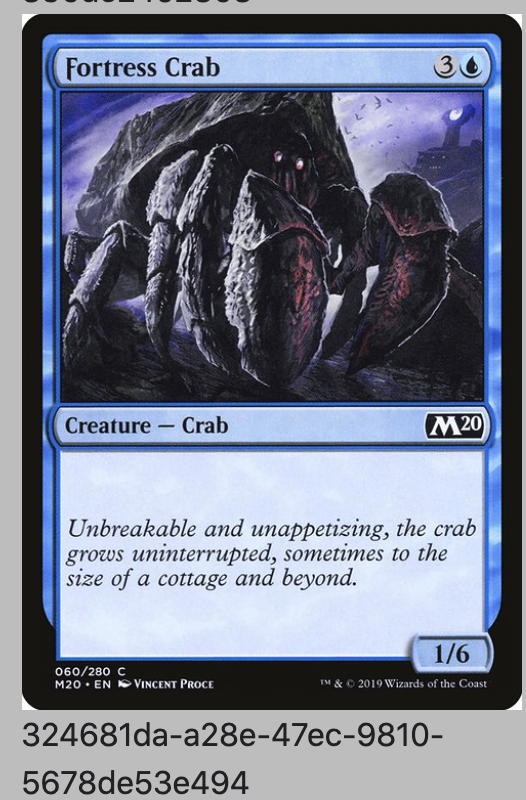 Fortress Crab 3
Creature — Crab M20
Unbreakable and unappetizing, the crab
grows uninterrupted, sometimes to the
size of a cottage and beyond.
1/6
060/280 C
M20 • EN Vincent Proce ™ & © 2019 Wizards of the Coast
324681da-a28e-47ec-9810-
5678de53e494